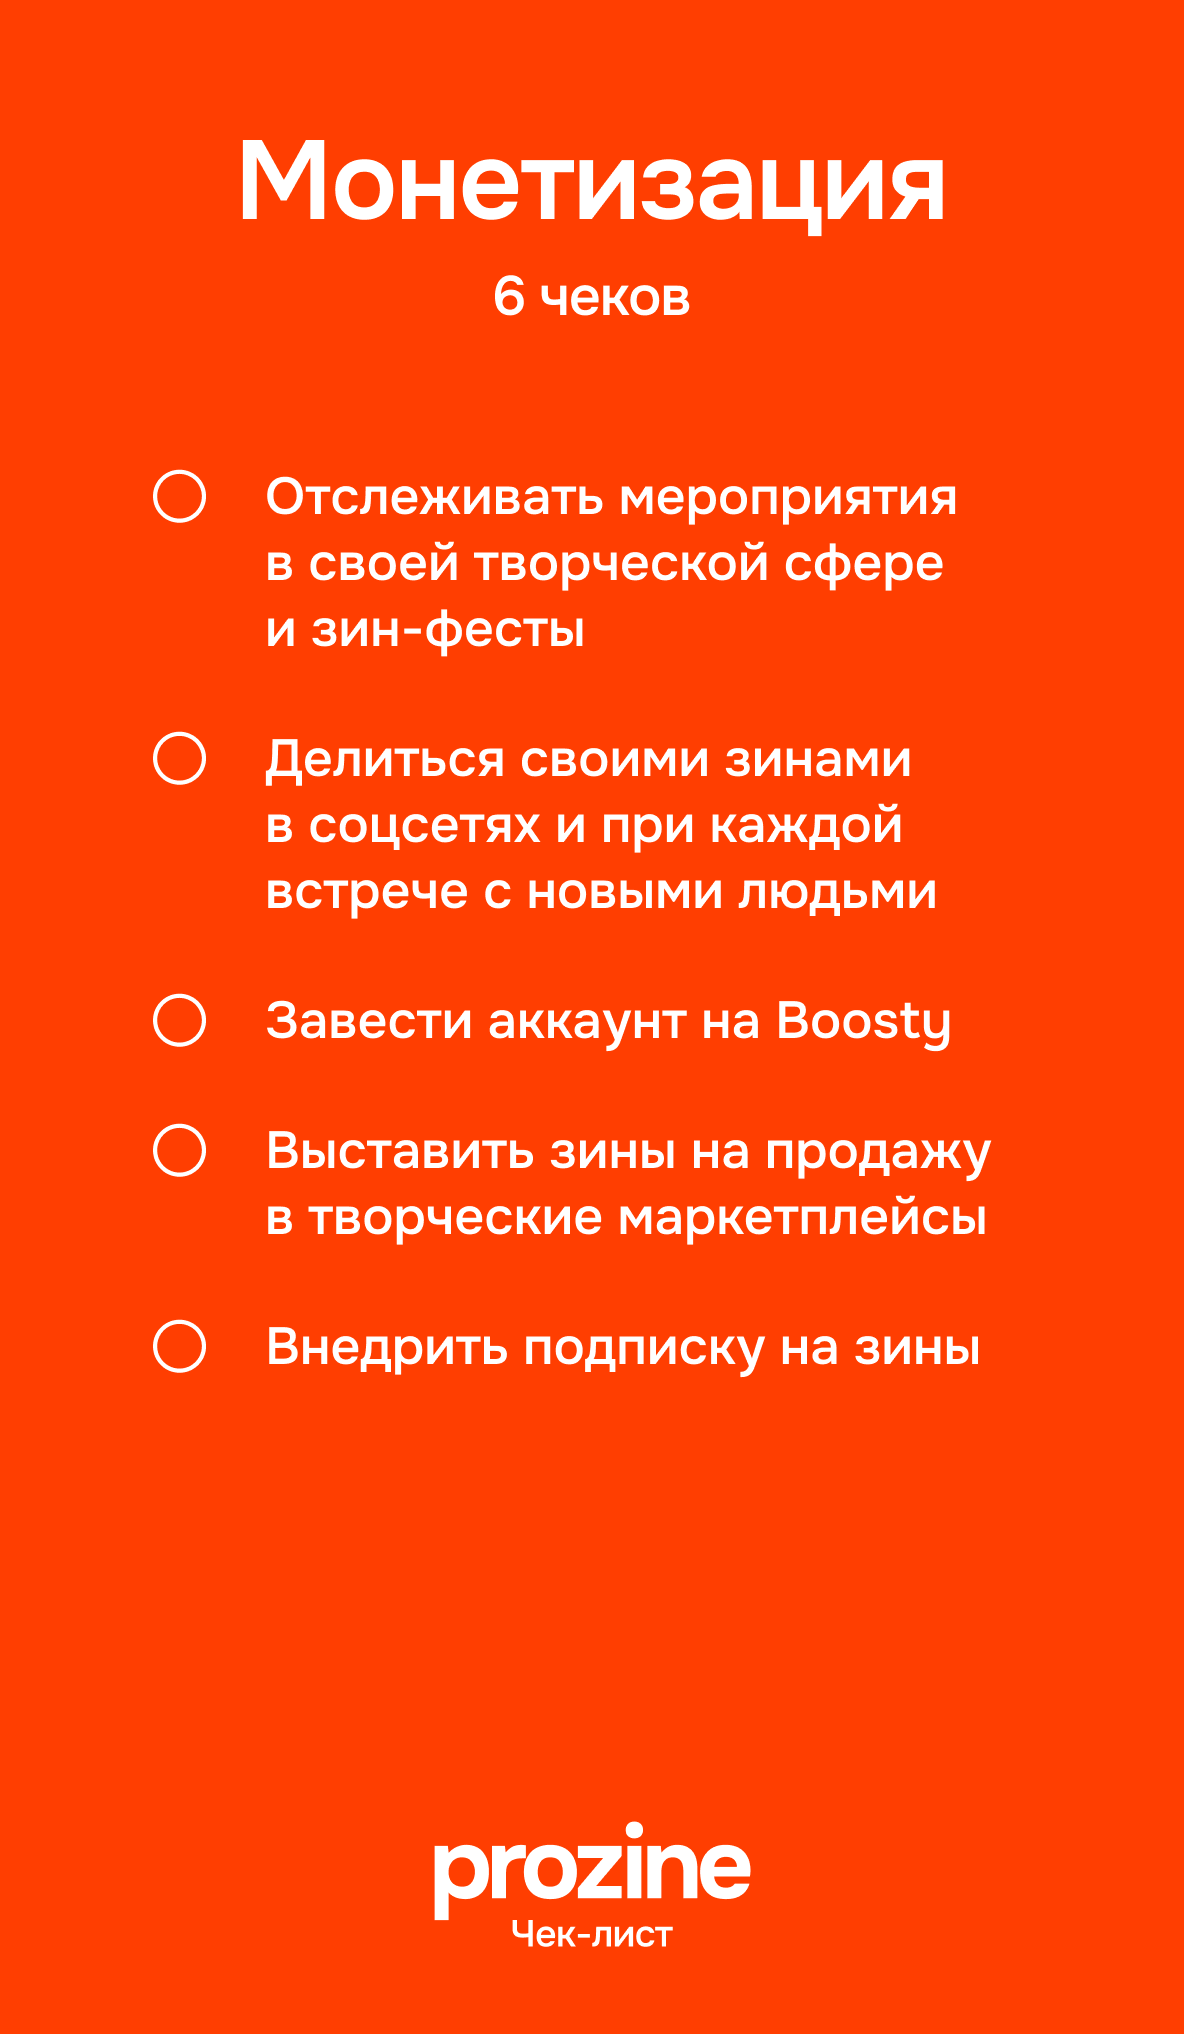 Монетизация
6 чеков
Отслеживать мероприятия
в своей творческой сфере
и зин-фесты
Делиться своими зинами
в соцсетях и при каждой
встрече с новыми людьми
Завести аккаунт на Boosty
Выставить зины на продажу
в творческие маркетплейсы
Внедрить подписку на зины
prozine
Чек-лист